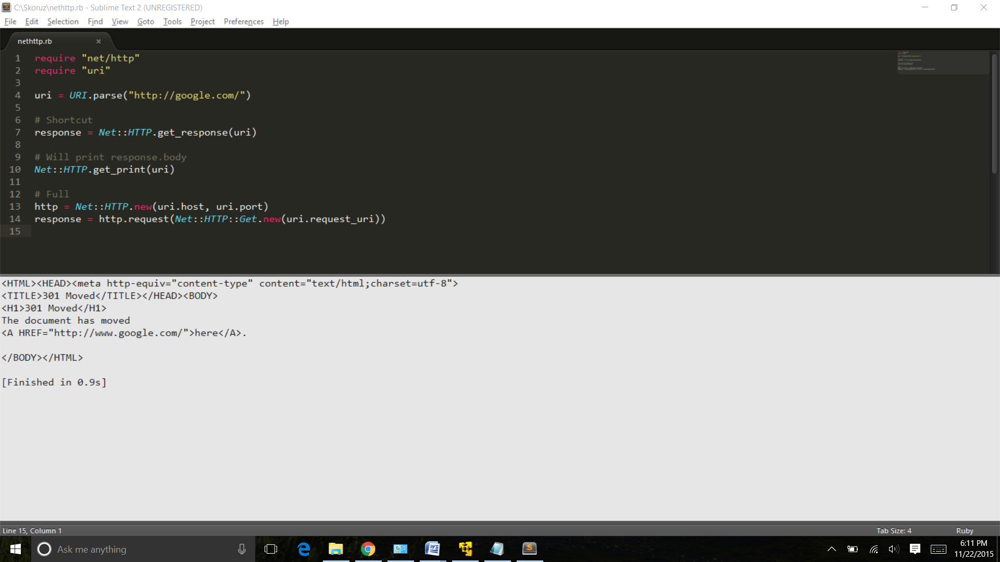 C:\Skoruz\nethttp.rb - Sublime Text 2 (UNREGISTERED)
File Edit Selection Find View Goto Tools Project Preferences Help
nethttp.rb
1 require "net/http"
2 require "uri"
3
4 uri = URI.parse("http://google.com/")
5
6 # Shortcut
7 response = Net::HTTP.get_response(uri)
8
9 # Will print response.body
10 Net::HTTP.get_print(uri)
11
12 # Full
13 http = Net::HTTP.new(uri.host, uri.port)
14 response = http.request(Net::HTTP::Get.new(uri.request_uri))
15
<HTML><HEAD><meta http-equiv="content-type" content="text/html;charset=utf-8">
<TITLE>301 Moved</TITLE></HEAD><BODY>
<H1>301 Moved</H1>
The document has moved
<A HREF="http://www.google.com/">here</A>.
</BODY></HTML>
[Finished in 0.9s]
Line 15, Column 1 Tab Size: 4 Ruby
Ask me anything
6:11 PM
11/22/2015